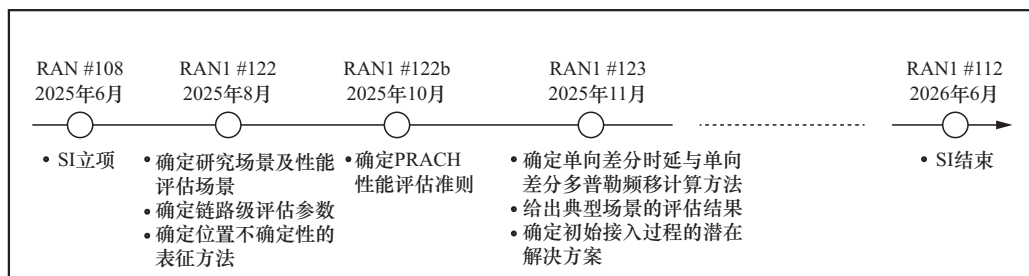 RAN #108
2025年6月
RAN1 #122
2025年8月
RAN1 #122b
2025年10月
RAN1 #123
2025年11月
RAN1 #112
2026年6月
• SI立项
• 确定研究场景及性能
评估场景
• 确定链路级评估参数
• 确定位置不确定性的
表征方法
• 确定PRACH
性能评估准则
• 确定单向差分时延与单向
差分多普勒频移计算方法
• 给出典型场景的评估结果
• 确定初始接入过程的潜在
解决方案
• SI结束